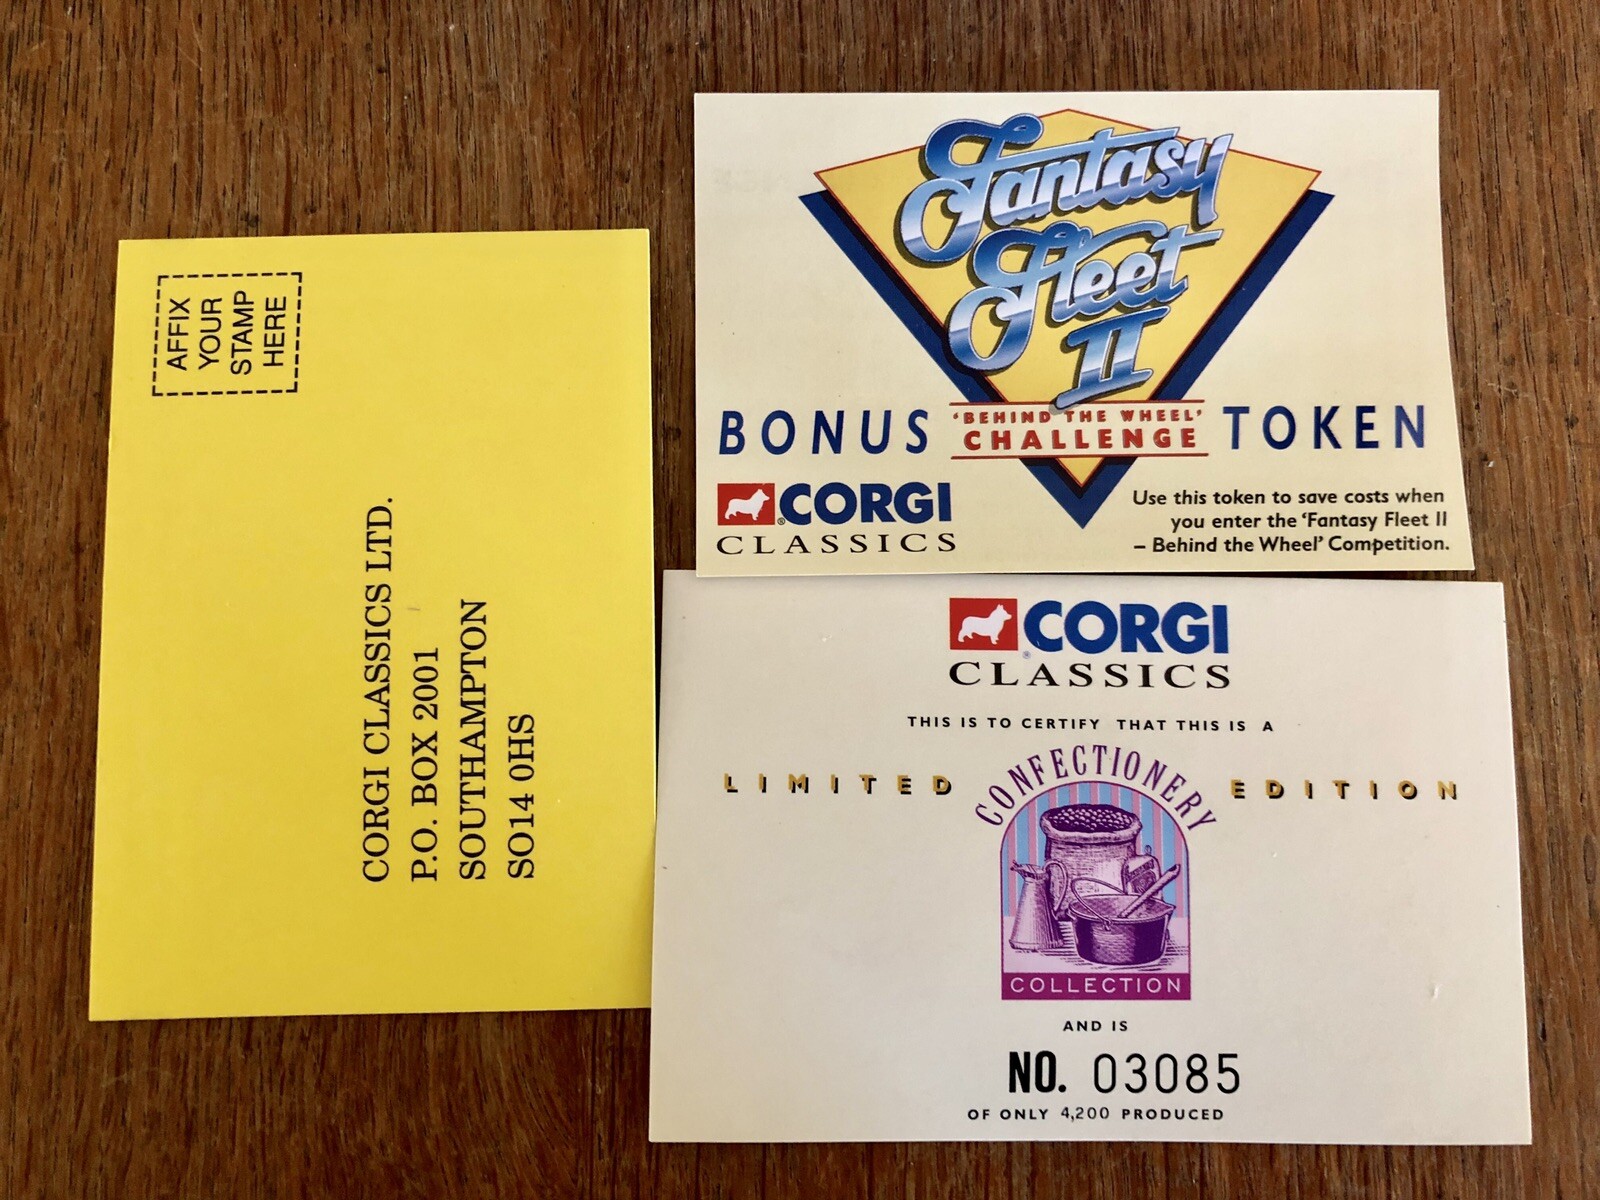 AFFIX
YOUR
STAMP
HERE
CORGI CLASSICS LTD.
P.O. BOX 2001
SOUTHAMPTON
SO14 0HS
Fantasy
Fleet
II
BONUS 'BEHIND THE WHEEL' CHALLENGE TOKEN
CORGI
CLASSICS
Use this token to save costs when
you enter the 'Fantasy Fleet II
– Behind the Wheel' Competition.
CORGI
CLASSICS
THIS IS TO CERTIFY THAT THIS IS A
LIMITED EDITION
CONFECTIONERY
COLLECTION
AND IS
NO. 03085
OF ONLY 4,200 PRODUCED